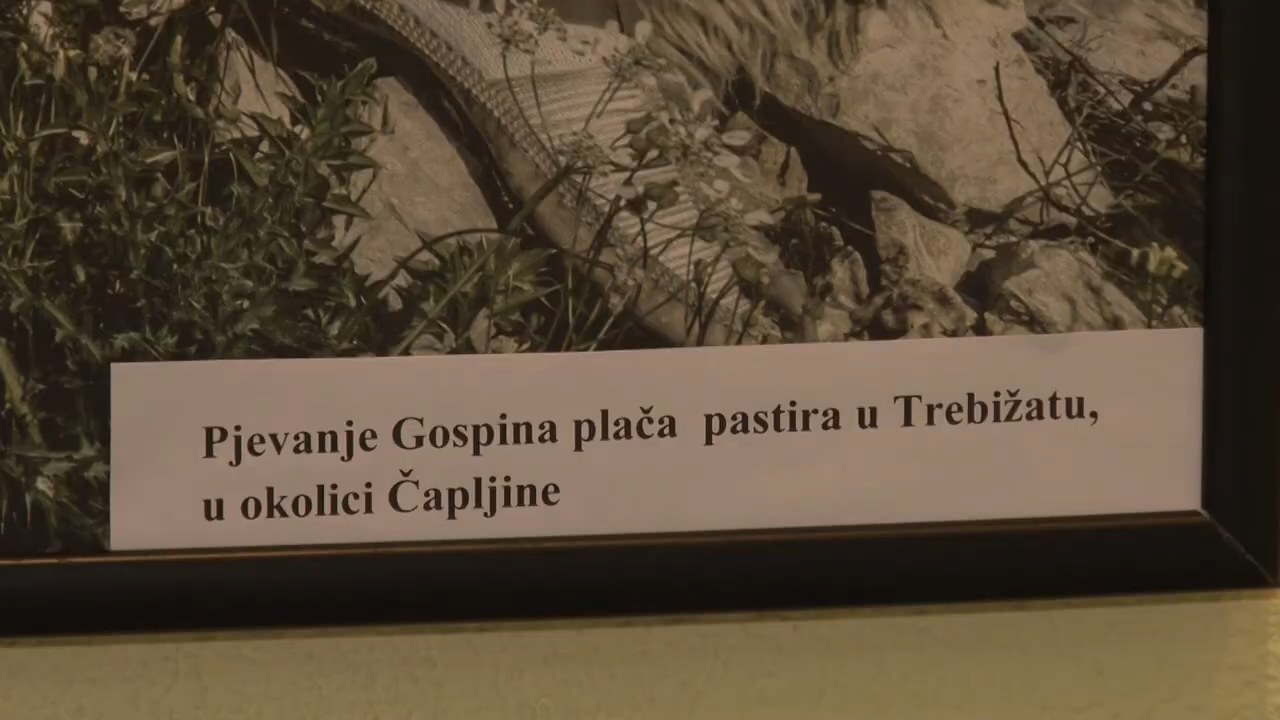 Pjevanje Gospina plača pastira u Trebižatu,
u okolici Čapljine